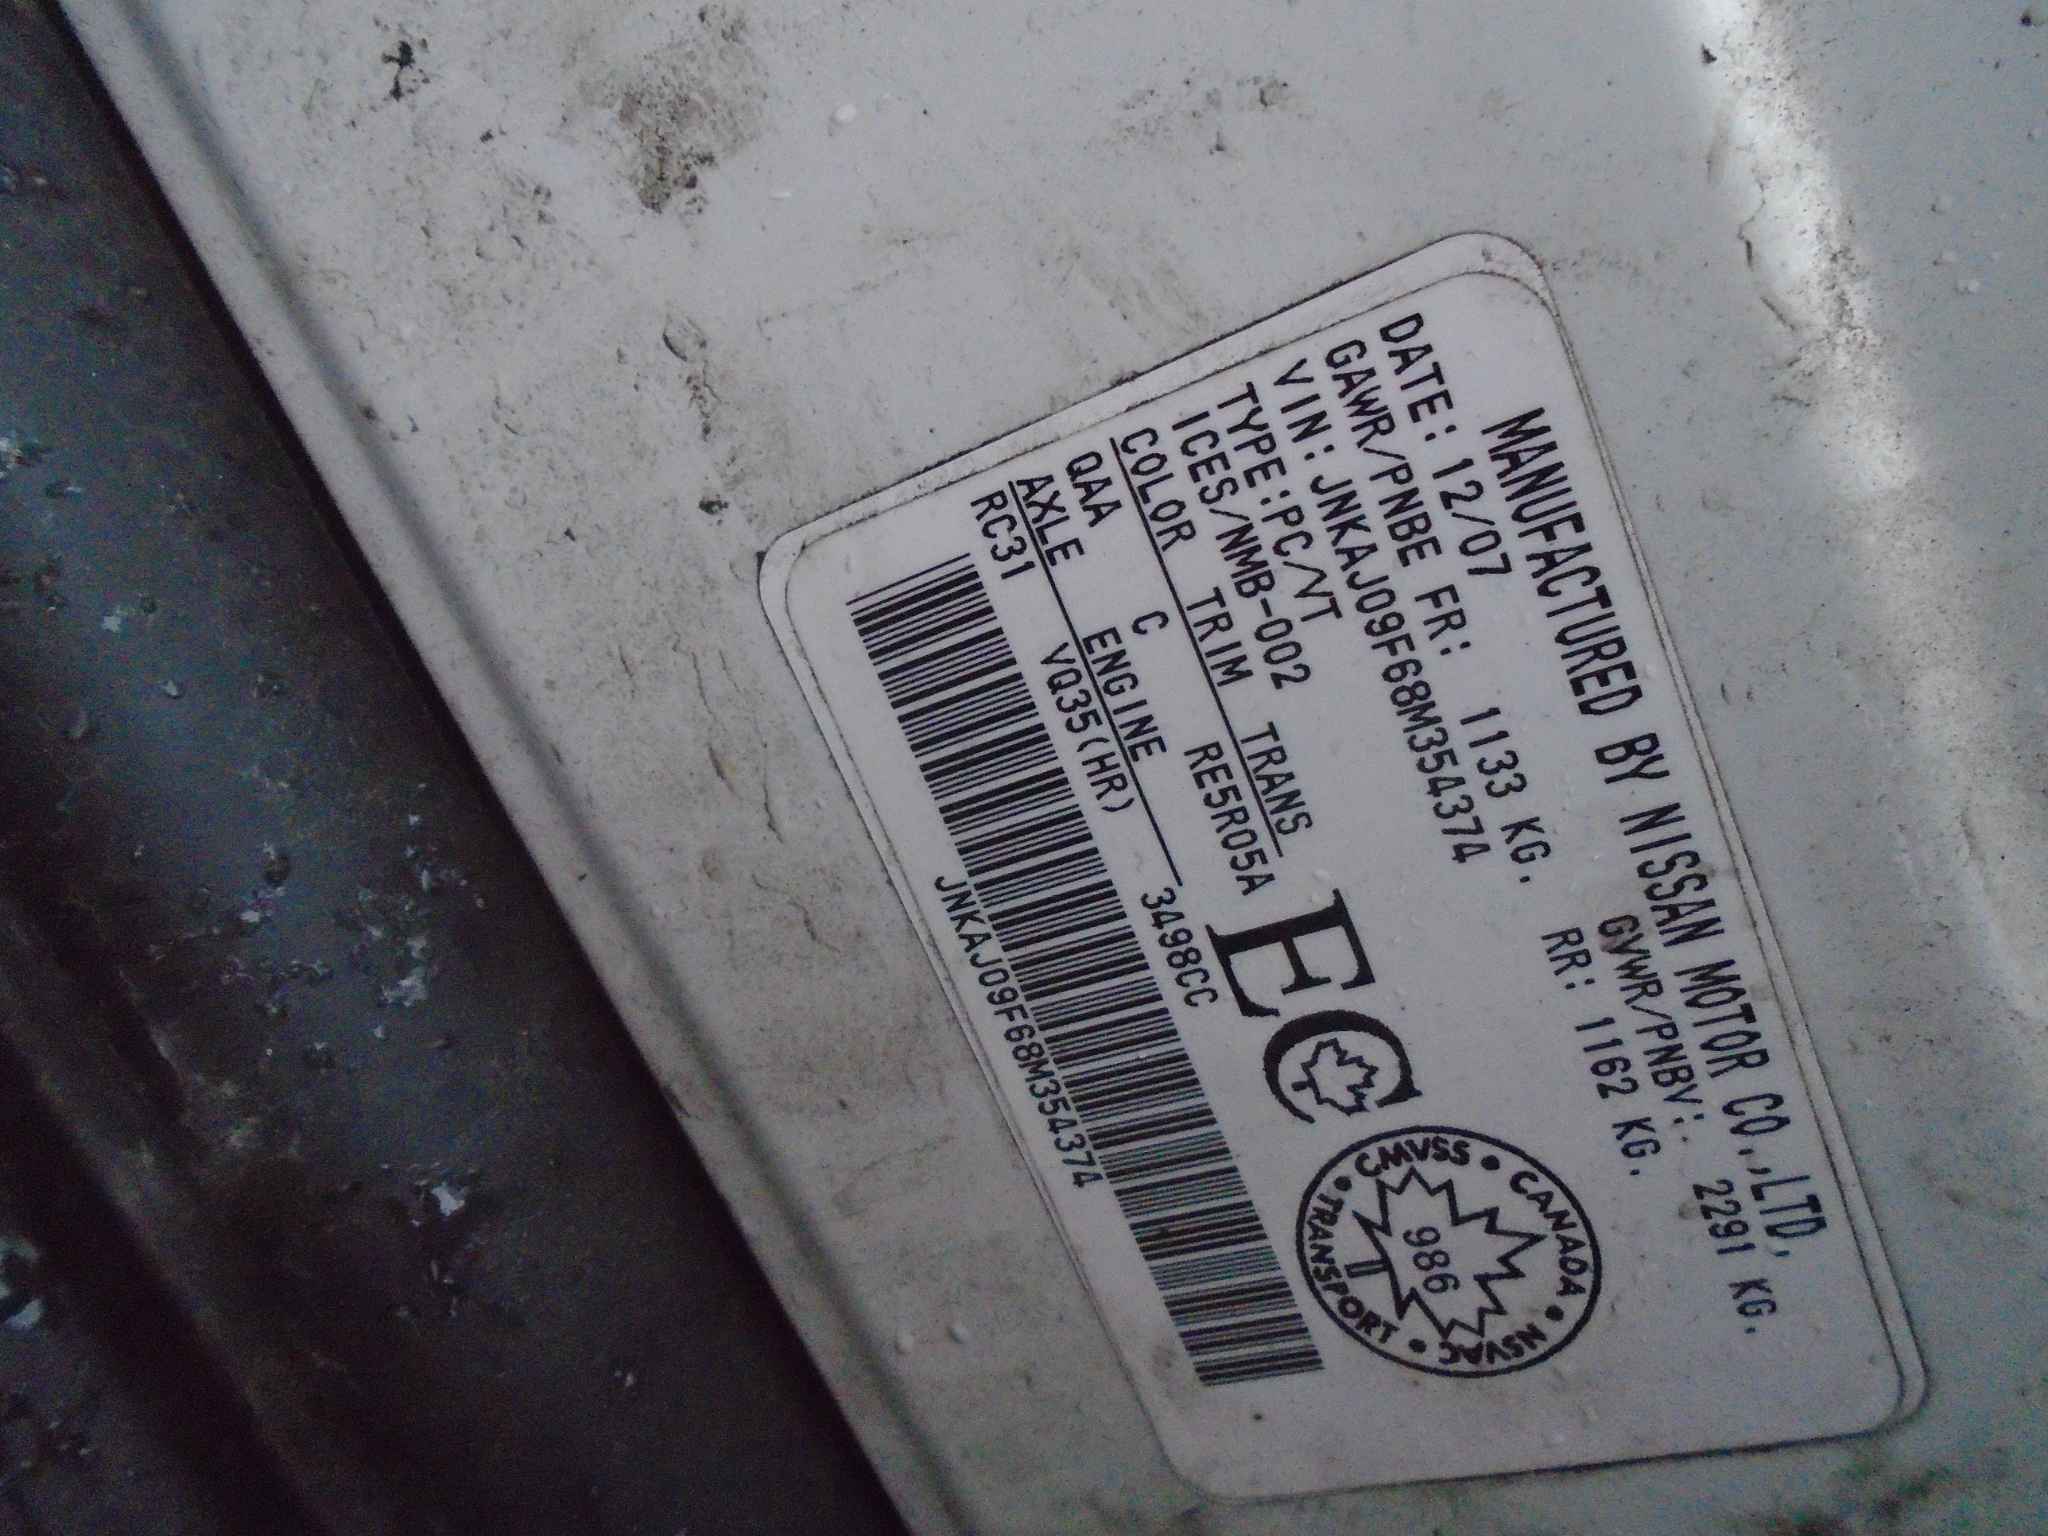 MANUFACTURED BY NISSAN MOTOR CO.,LTD.
DATE: 12/07 GVWR/PNBV: 2291 KG.
GAWR/PNBE FR: 1133 KG. RR: 1162 KG.
VIN: JNKAJ09F68M354374
TYPE:PC/VT
ICES/NMB-002
COLOR TRIM TRANS
QAA C RE5R05A
AXLE ENGINE
RC31 VQ35(HR) 3498CC
EC
CMVSS • CANADA • NSVAC • TRANSPORT •
986
JNKAJ09F68M354374